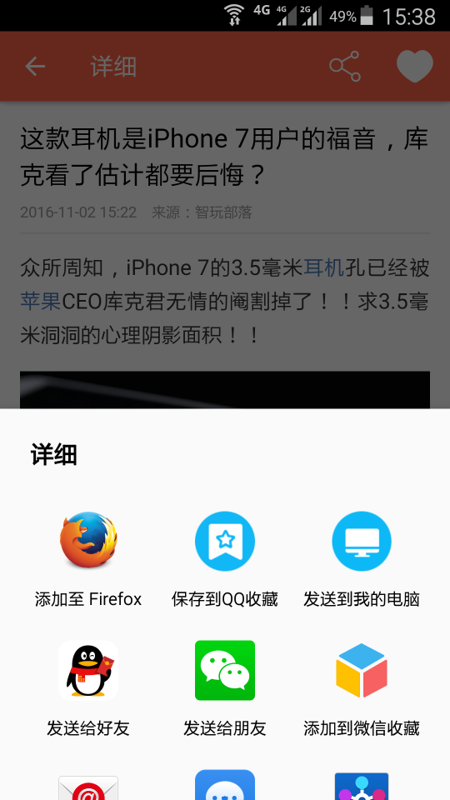 4G 4G 2G 49% 15:38
详细
这款耳机是iPhone 7用户的福音，库
克看了估计都要后悔？
2016-11-02 15:22 来源：智玩部落
众所周知，iPhone 7的3.5毫米耳机孔已经被
苹果CEO库克君无情的阉割掉了！！求3.5毫
米洞洞的心理阴影面积！！
详细
添加至 Firefox 保存到QQ收藏 发送到我的电脑
发送给好友 发送给朋友 添加到微信收藏